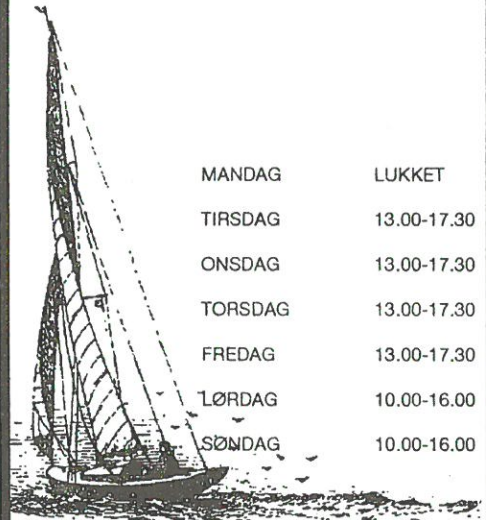 MANDAG LUKKET
TIRSDAG 13.00-17.30
ONSDAG 13.00-17.30
TORSDAG 13.00-17.30
FREDAG 13.00-17.30
LØRDAG 10.00-16.00
SØNDAG 10.00-16.00